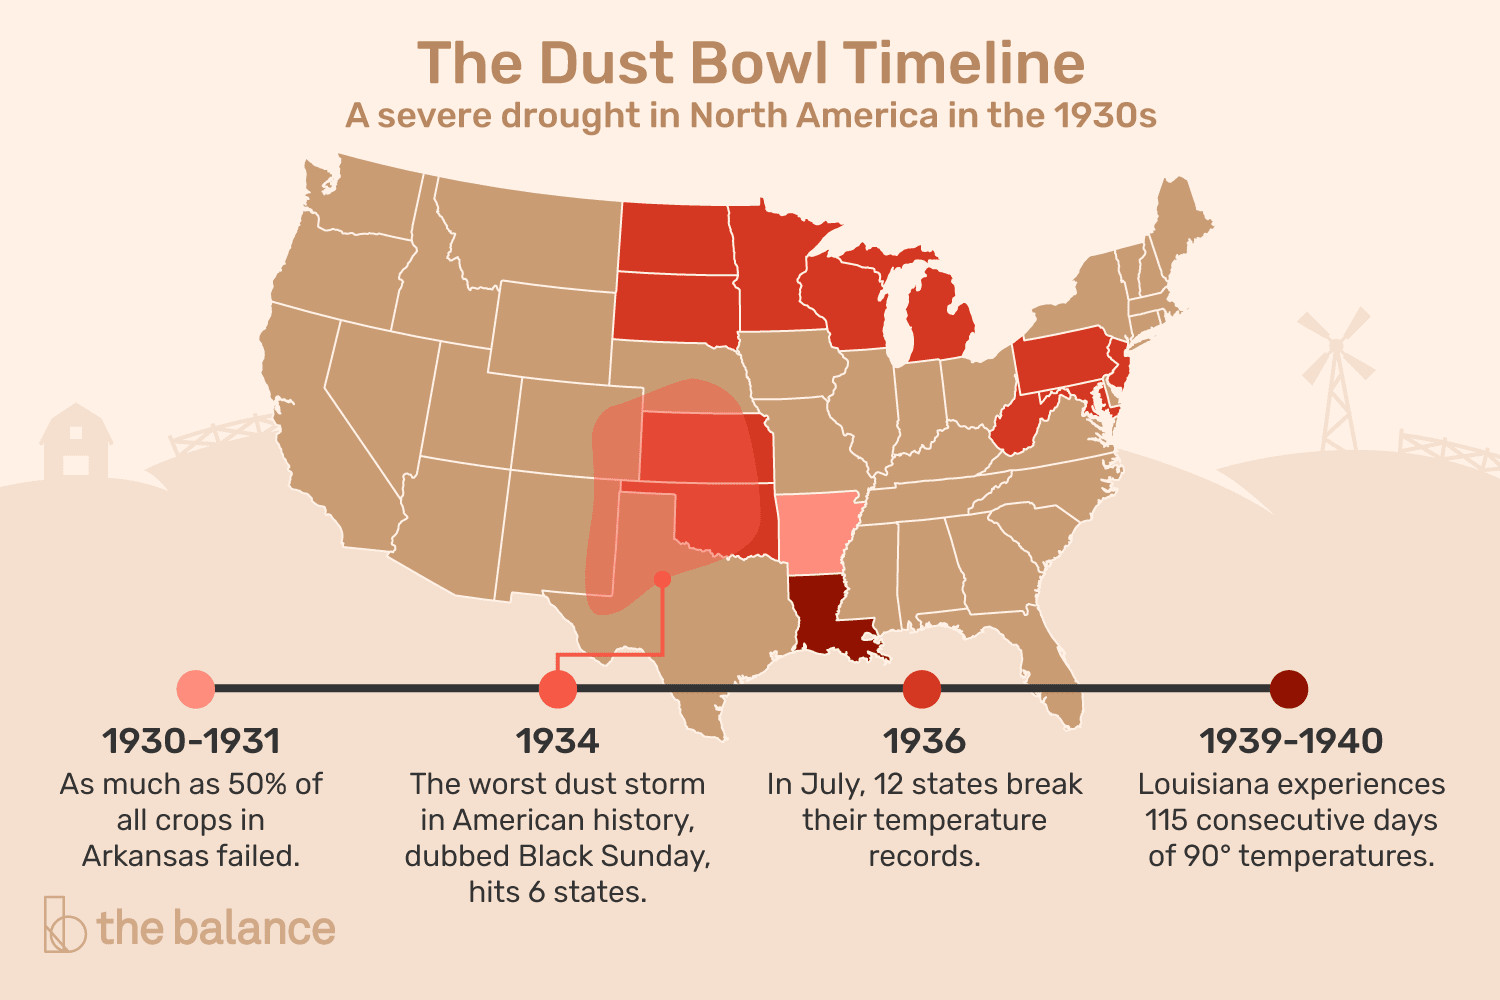 The Dust Bowl Timeline
A severe drought in North America in the 1930s
1930-1931
As much as 50% of
all crops in
Arkansas failed.
1934
The worst dust storm
in American history,
dubbed Black Sunday,
hits 6 states.
1936
In July, 12 states break
their temperature
records.
1939-1940
Louisiana experiences
115 consecutive days
of 90° temperatures.
the balance